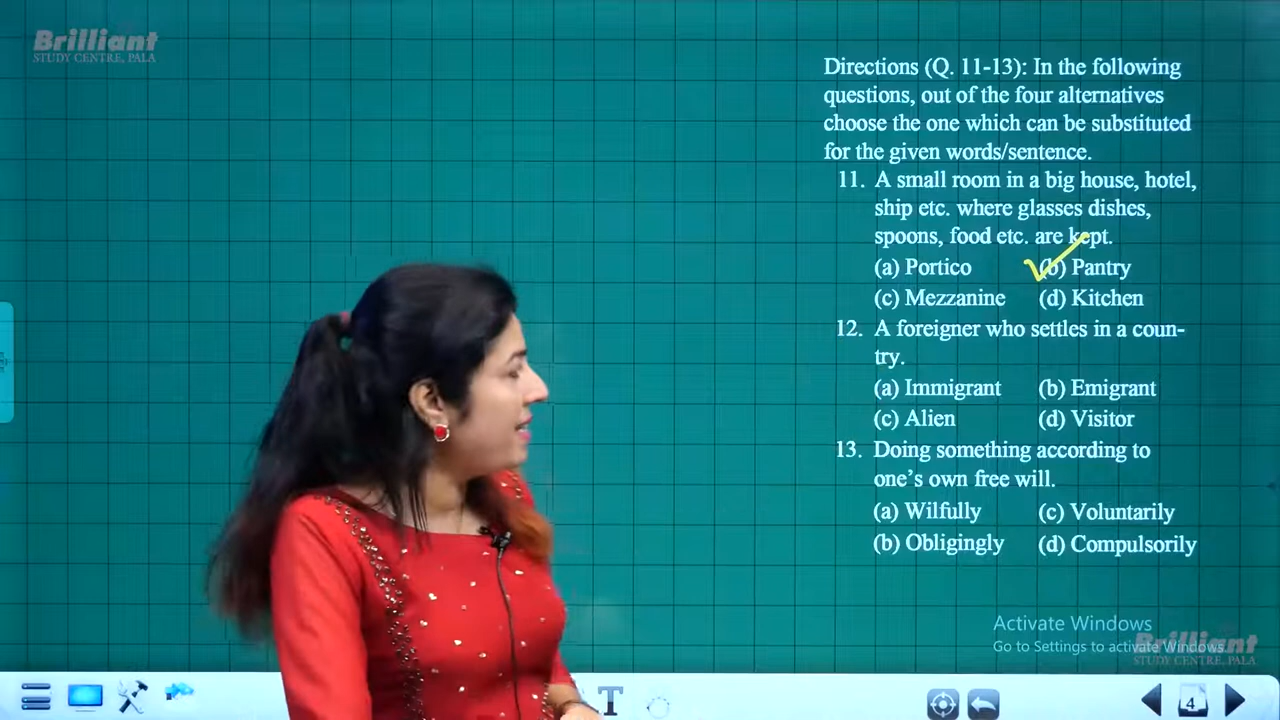 Brilliant
STUDY CENTRE, PALA
Directions (Q. 11-13): In the following
questions, out of the four alternatives
choose the one which can be substituted
for the given words/sentence.
11. A small room in a big house, hotel,
ship etc. where glasses dishes,
spoons, food etc. are kept.
(a) Portico (b) Pantry
(c) Mezzanine (d) Kitchen
12. A foreigner who settles in a coun-
try.
(a) Immigrant (b) Emigrant
(c) Alien (d) Visitor
13. Doing something according to
one's own free will.
(a) Wilfully (c) Voluntarily
(b) Obligingly (d) Compulsorily
Activate Windows
Go to Settings to activate Windows.
Brilliant
STUDY CENTRE, PALA
T
4